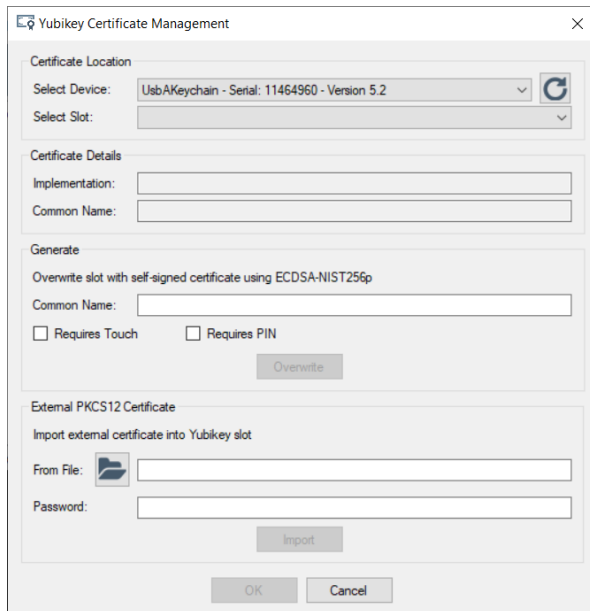 Yubikey Certificate Management
Certificate Location
Select Device: UsbAKeychain - Serial: 11464960 - Version 5.2
Select Slot:
Certificate Details
Implementation:
Common Name:
Generate
Overwrite slot with self-signed certificate using ECDSA-NIST256p
Common Name:
Requires Touch Requires PIN
Overwrite
External PKCS12 Certificate
Import external certificate into Yubikey slot
From File:
Password:
Import
OK Cancel